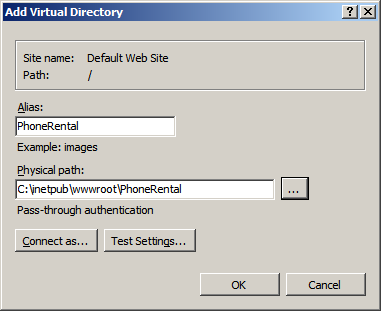 Add Virtual Directory
Site name: Default Web Site
Path: /
Alias:
PhoneRental
Example: images
Physical path:
C:\inetpub\wwwroot\PhoneRental
...
Pass-through authentication
Connect as... Test Settings...
OK Cancel